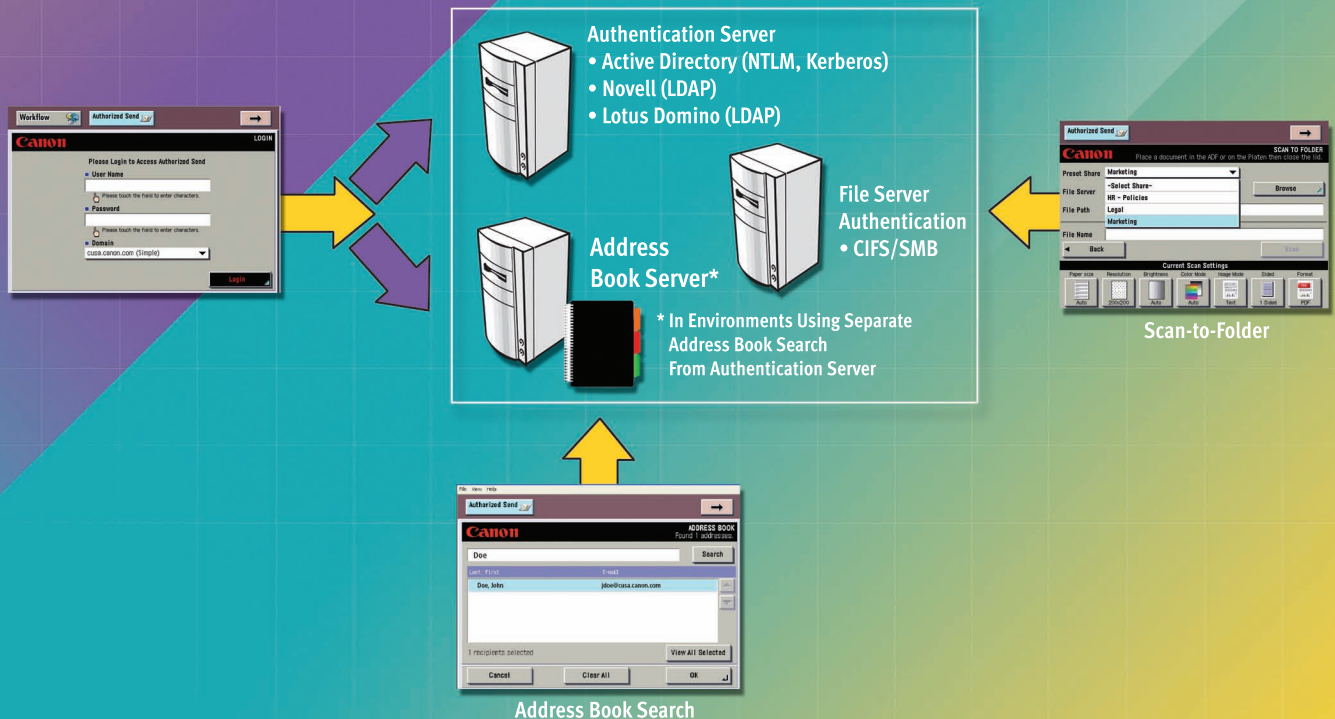 Authentication Server
• Active Directory (NTLM, Kerberos)
• Novell (LDAP)
• Lotus Domino (LDAP)
Workflow
Authorized Send
Canon
LOGIN
Please Login to Access Authorized Send
User Name
Please touch the field to enter characters.
Password
Please touch the field to enter characters.
Domain
cusa.canon.com (Simple)
Login
Address
Book Server*
File Server
Authentication
• CIFS/SMB
* In Environments Using Separate
Address Book Search
From Authentication Server
Authorized Send
Canon
SCAN TO FOLDER
Place a document in the ADF or on the Platen then close the lid.
Preset Share Marketing
-Select Share-
File Server
HR - Policies
Browse
File Path
Legal
Marketing
File Name
Back
Scan
Current Scan Settings
Paper size Resolution Brightness Color Mode Image Mode Sided Format
Auto 200x200 Auto Auto Text 1 Sided PDF
Scan-to-Folder
File View Help
Authorized Send
Canon
ADDRESS BOOK
Found 1 addresses.
Doe
Search
Last, First E-mail
Doe, John jdoe@cusa.canon.com
1 recipients selected
View All Selected
Cancel Clear All OK
Address Book Search